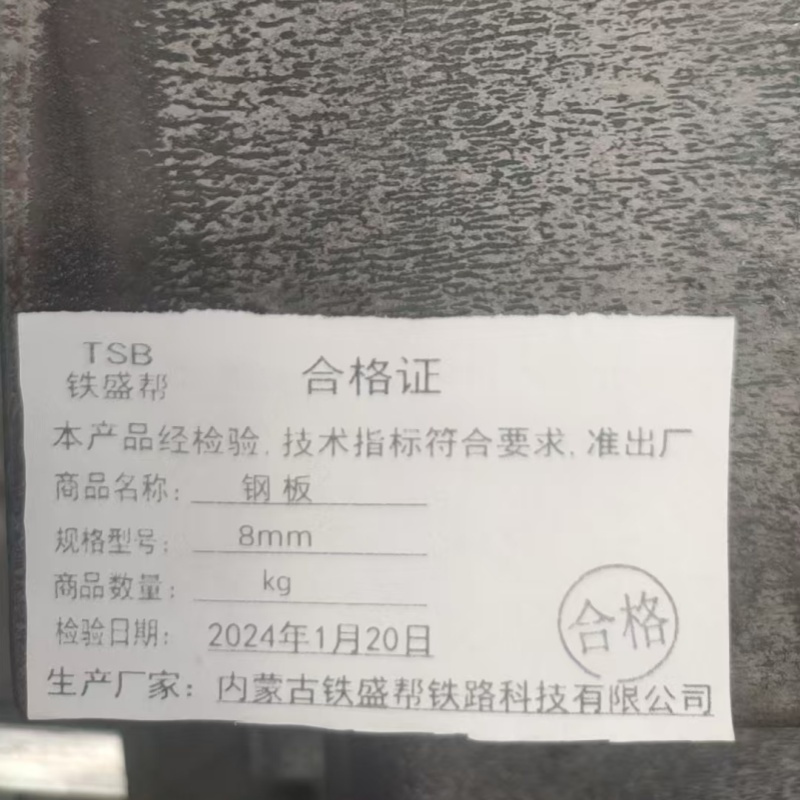 TSB
铁盛帮
合格证
本产品经检验,技术指标符合要求,准出厂
商品名称: 钢板
规格型号: 8mm
商品数量: kg
检验日期: 2024年1月20日
合格
生产厂家: 内蒙古铁盛帮铁路科技有限公司